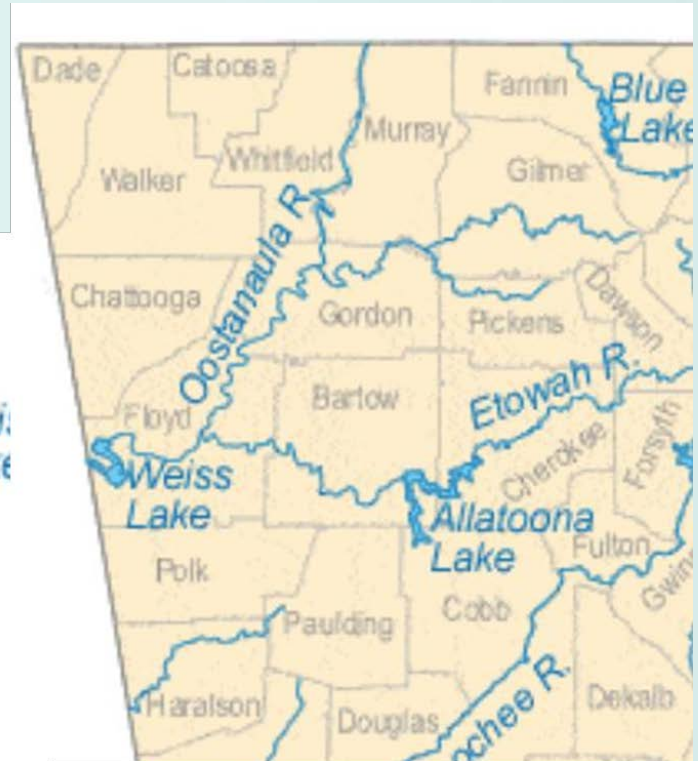 Dade
Catoosa
Fannin
Blue
Lake
Murray
Whitfield
Walker
Gilmer
Oostanaula R.
Chattooga
Gordon
Pickens
Dawson
Bartow
Etowah R.
Floyd
Forsyth
Cherokee
Weiss
Lake
Allatoona
Lake
Fulton
Polk
Cobb
Paulding
Haralson
Douglas
Dekalb